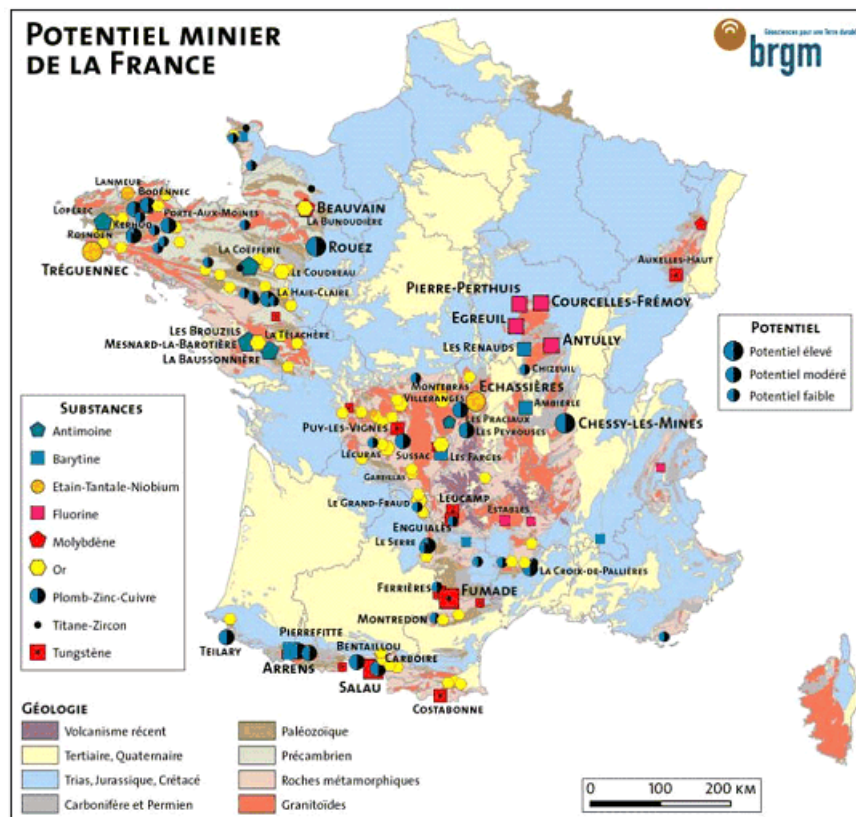 POTENTIEL MINIER
DE LA FRANCE
Géosciences pour une Terre durable
brgm
LANMEUR
BODÉNNEC
LOPÉREC
PORTE-AUX-MOINES
KERHUO
ROSNOËN
TRÉGUENNEC
BEAUVAIN
LA BUNDUDIÈRE
ROUEZ
LA COËFFERIE
LE COUDREAU
LA HAIE-CLAIRE
LES BROUZILS
LA TÉLACHÈRE
MESNARD-LA-BAROTIÈRE
LA BAUSSONNIÈRE
AUXELLES-HAUT
PIERRE-PERTHUIS
COURCELLES-FRÉMOY
EGREUIL
ANTULLY
LES RENAUDS
CHIZEUIL
POTENTIEL
Potentiel élevé
Potentiel modéré
Potentiel faible
MONTEBRAS
ECHASSIÈRES
VILLERANGES
AMBIERLE
LES PRACIAUX
CHESSY-LES-MINES
PUY-LES-VIGNES
LES PEYROUSES
LÉCURAS
SUSSAC
LES FARGES
GAREILLAS
LEUCAMP
LE GRAND-FRAUD
ESTABLES
ENGUIALÈS
LE SERRE
LA CROIX-DE-PALLIÈRES
FERRIÈRES
FUMADE
MONTREDON
PIERREFITTE
TEILARY
BENTAILLOU
CARBOIRE
ARRENS
SALAU
COSTABONNE
SUBSTANCES
Antimoine
Barytine
Etain-Tantale-Niobium
Fluorine
Molybdène
Or
Plomb-Zinc-Cuivre
Titane-Zircon
Tungstène
GÉOLOGIE
Volcanisme récent
Tertiaire, Quaternaire
Trias, Jurassique, Crétacé
Carbonifère et Permien
Paléozoïque
Précambrien
Roches métamorphiques
Granitoïdes
0 100 200 KM